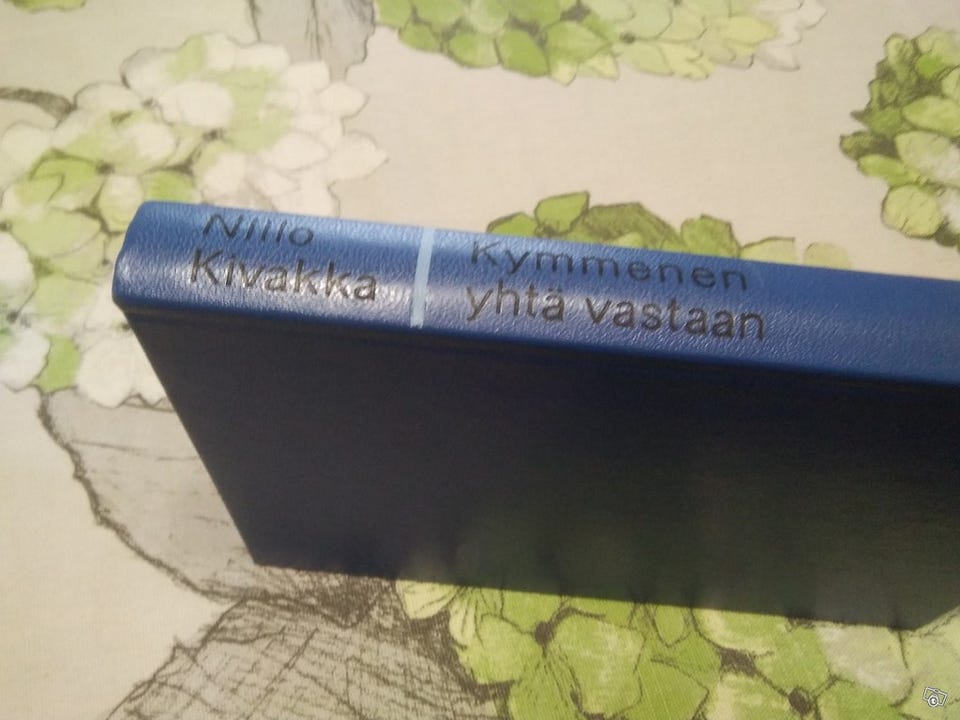 Niilo
Kivakka
Kymmenen
yhtä vastaan